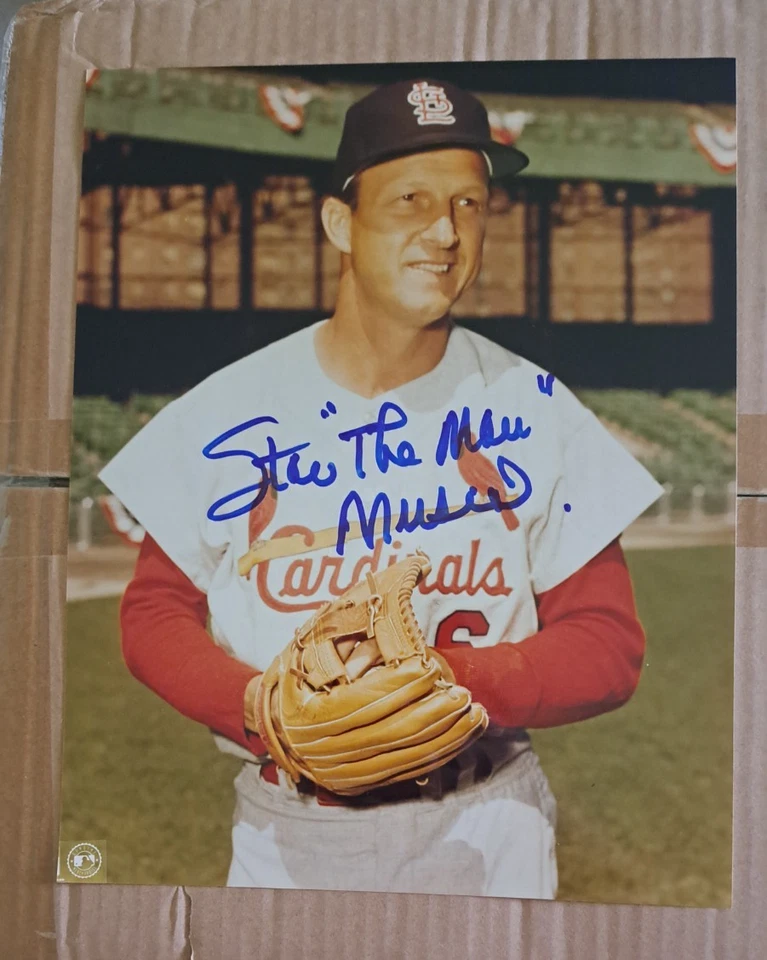 STL
Stan "The Man"
Musial.
Cardinals
6